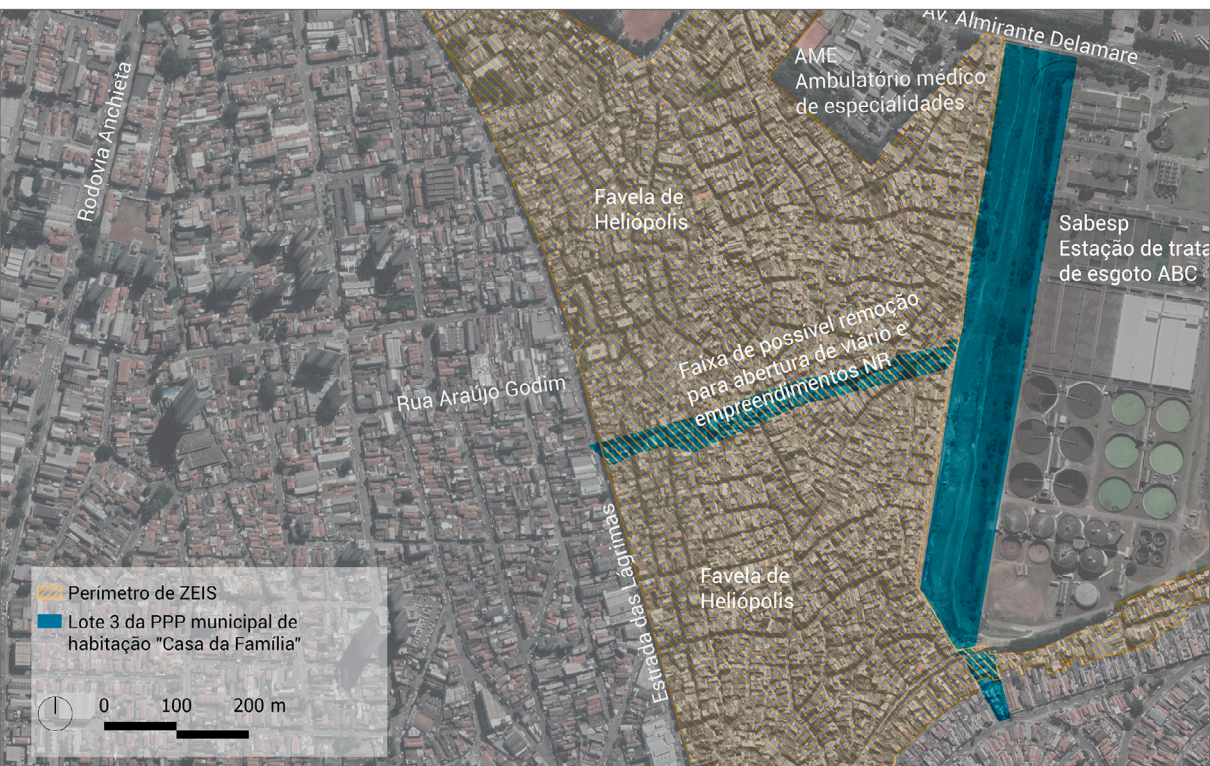 Av. Almirante Delamare
AME
Ambulatório médico
de especialidades
Rodovia Anchieta
Favela de
Heliópolis
Sabesp
Estação de trata
de esgoto ABC
Faixa de possível remoção
para abertura de viário e
empreendimentos NR
Rua Araújo Godim
Estrada das Lágrimas
Favela de
Heliópolis
Perímetro de ZEIS
Lote 3 da PPP municipal de
habitação "Casa da Família"
0 100 200 m